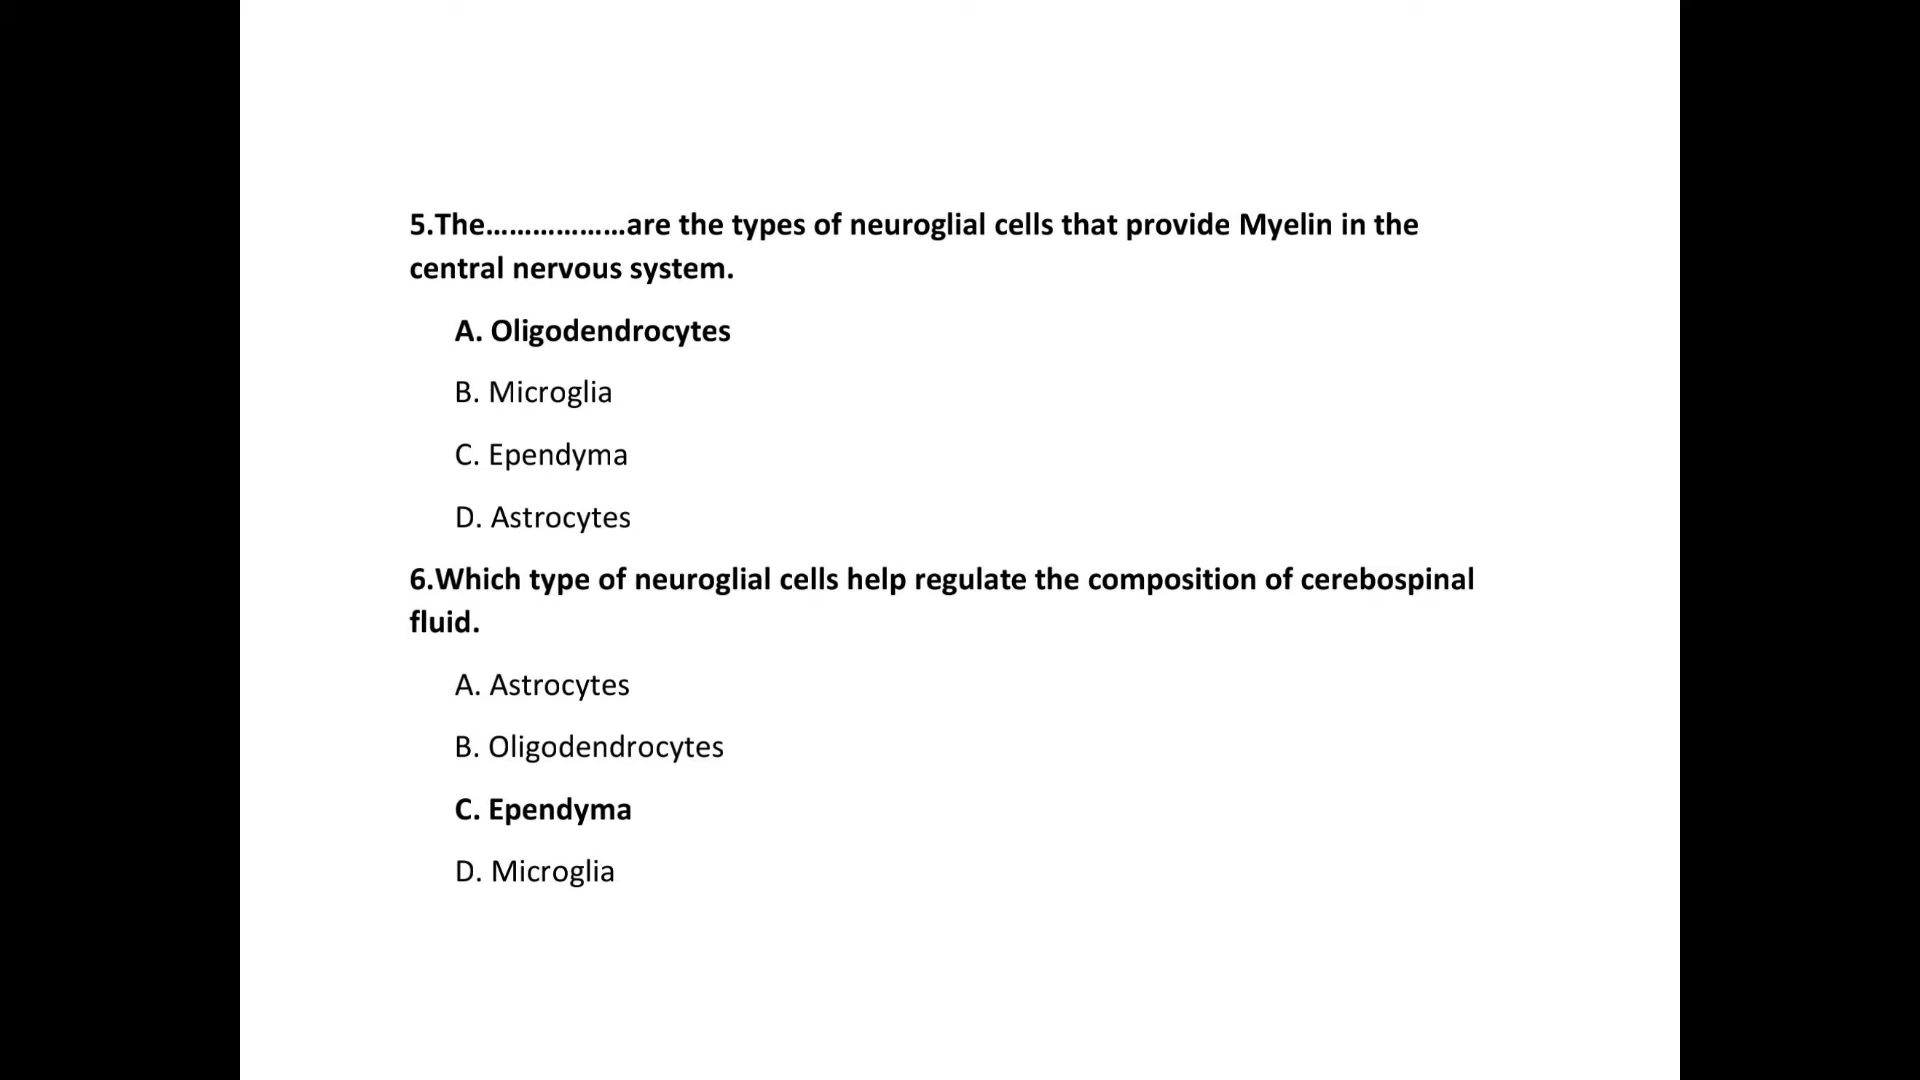 5.The………………are the types of neuroglial cells that provide Myelin in the
central nervous system.
A. Oligodendrocytes
B. Microglia
C. Ependyma
D. Astrocytes
6.Which type of neuroglial cells help regulate the composition of cerebospinal
fluid.
A. Astrocytes
B. Oligodendrocytes
C. Ependyma
D. Microglia